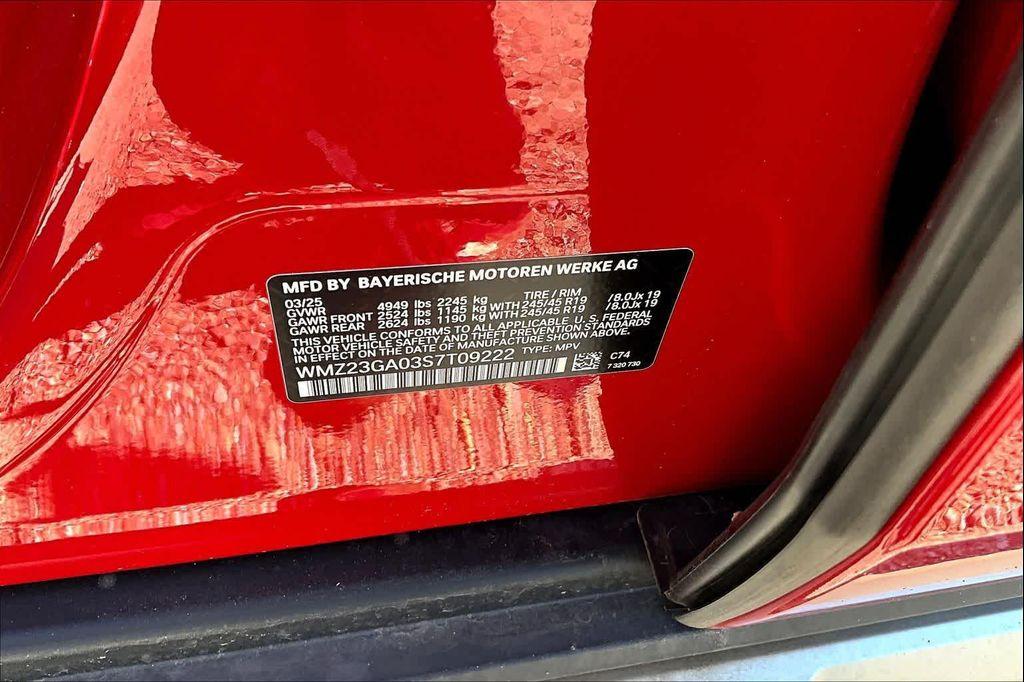 MFD BY BAYERISCHE MOTOREN WERKE AG
03/25 TIRE / RIM
GVWR 4949 lbs 2245 kg
GAWR FRONT 2524 lbs 1145 kg WITH 245/45 R19 /8.0Jx 19
GAWR REAR 2624 lbs 1190 kg WITH 245/45 R19 /8.0Jx 19
THIS VEHICLE CONFORMS TO ALL APPLICABLE U. S. FEDERAL
MOTOR VEHICLE SAFETY AND THEFT PREVENTION STANDARDS
IN EFFECT ON THE DATE OF MANUFACTURE SHOWN ABOVE.
WMZ23GA03S7T09222 TYPE: MPV
C74
7 320 730